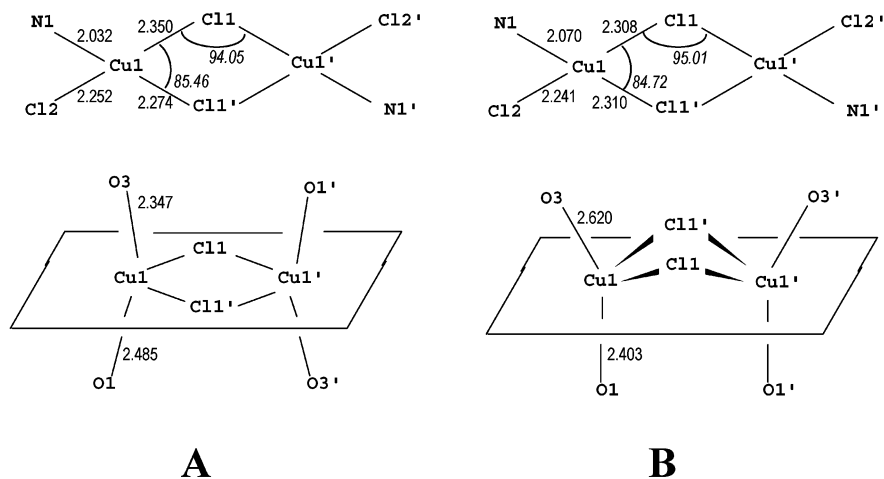 N1 2.032 2.350 Cl1 Cl2'
Cu1 85.46 94.05 Cu1'
Cl2 2.252 2.274 Cl1' N1'
O3 2.347 O1'
Cl1
Cu1 Cu1'
Cl1'
2.485
O1 O3'
A
N1 2.070 2.308 Cl1 Cl2'
Cu1 84.72 95.01 Cu1'
Cl2 2.241 2.310 Cl1' N1'
O3 2.620 O3'
Cl1'
Cl1
Cu1 Cu1'
2.403
O1 O1'
B